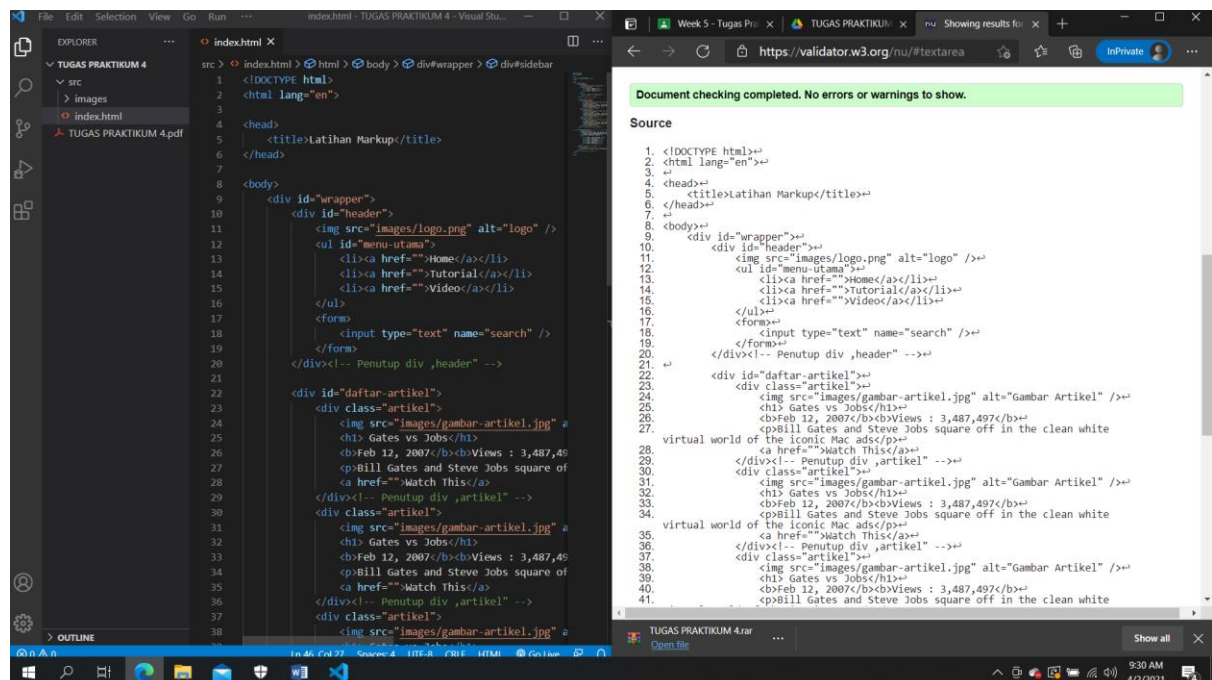 File Edit Selection View Go Run ··· index.html - TUGAS PRAKTIKUM 4 - Visual Stu...
EXPLORER ···
TUGAS PRAKTIKUM 4
src
images
index.html
TUGAS PRAKTIKUM 4.pdf
OUTLINE
index.html ×
src > index.html > html > body > div#wrapper > div#sidebar
1 <!DOCTYPE html>
2 <html lang="en">
3
4 <head>
5 <title>Latihan Markup</title>
6 </head>
7
8 <body>
9 <div id="wrapper">
10 <div id="header">
11 <img src="images/logo.png" alt="logo" />
12 <ul id="menu-utama">
13 <li><a href="">Home</a></li>
14 <li><a href="">Tutorial</a></li>
15 <li><a href="">Video</a></li>
16 </ul>
17 <form>
18 <input type="text" name="search" />
19 </form>
20 </div><!-- Penutup div ,header" -->
21
22 <div id="daftar-artikel">
23 <div class="artikel">
24 <img src="images/gambar-artikel.jpg" a
25 <h1> Gates vs Jobs</h1>
26 <b>Feb 12, 2007</b><b>Views : 3,487,49
27 <p>Bill Gates and Steve Jobs square of
28 <a href="">Watch This</a>
29 </div><!-- Penutup div ,artikel" -->
30 <div class="artikel">
31 <img src="images/gambar-artikel.jpg" a
32 <h1> Gates vs Jobs</h1>
33 <b>Feb 12, 2007</b><b>Views : 3,487,49
34 <p>Bill Gates and Steve Jobs square of
35 <a href="">Watch This</a>
36 </div><!-- Penutup div ,artikel" -->
37 <div class="artikel">
38 <img src="images/gambar-artikel.jpg" a
0 0 Ln 46, Col 27 Spaces: 4 UTF-8 CRLF HTML Go Live
Week 5 - Tugas Pra × TUGAS PRAKTIKUM × nu Showing results for × +
https://validator.w3.org/nu/#textarea InPrivate ···
Document checking completed. No errors or warnings to show.
Source
1. <!DOCTYPE html>↩
2. <html lang="en">↩
3. ↩
4. <head>↩
5. <title>Latihan Markup</title>↩
6. </head>↩
7. ↩
8. <body>↩
9. <div id="wrapper">↩
10. <div id="header">↩
11. <img src="images/logo.png" alt="logo" />↩
12. <ul id="menu-utama">↩
13. <li><a href="">Home</a></li>↩
14. <li><a href="">Tutorial</a></li>↩
15. <li><a href="">Video</a></li>↩
16. </ul>↩
17. <form>↩
18. <input type="text" name="search" />↩
19. </form>↩
20. </div><!-- Penutup div ,header" -->↩
21. ↩
22. <div id="daftar-artikel">↩
23. <div class="artikel">↩
24. <img src="images/gambar-artikel.jpg" alt="Gambar Artikel" />↩
25. <h1> Gates vs Jobs</h1>↩
26. <b>Feb 12, 2007</b><b>Views : 3,487,497</b>↩
27. <p>Bill Gates and Steve Jobs square off in the clean white
virtual world of the iconic Mac ads</p>↩
28. <a href="">Watch This</a>↩
29. </div><!-- Penutup div ,artikel" -->↩
30. <div class="artikel">↩
31. <img src="images/gambar-artikel.jpg" alt="Gambar Artikel" />↩
32. <h1> Gates vs Jobs</h1>↩
33. <b>Feb 12, 2007</b><b>Views : 3,487,497</b>↩
34. <p>Bill Gates and Steve Jobs square off in the clean white
virtual world of the iconic Mac ads</p>↩
35. <a href="">Watch This</a>↩
36. </div><!-- Penutup div ,artikel" -->↩
37. <div class="artikel">↩
38. <img src="images/gambar-artikel.jpg" alt="Gambar Artikel" />↩
39. <h1> Gates vs Jobs</h1>↩
40. <b>Feb 12, 2007</b><b>Views : 3,487,497</b>↩
41. <p>Bill Gates and Steve Jobs square off in the clean white
TUGAS PRAKTIKUM 4.rar
Open file
···
Show all
9:30 AM
4/2/2021